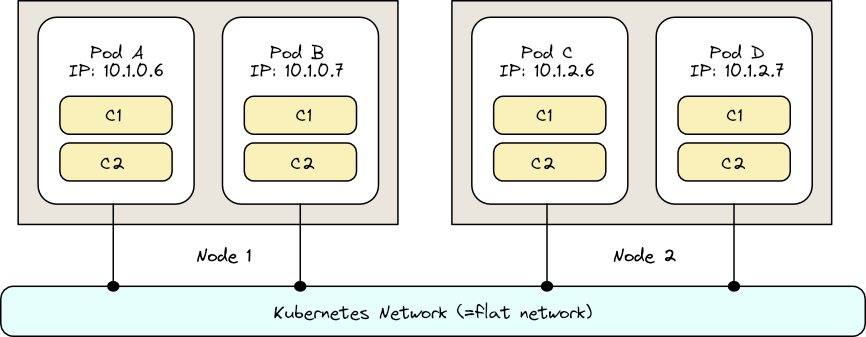 Pod A
IP: 10.1.0.6
C1
C2
Pod B
IP: 10.1.0.7
C1
C2
Pod C
IP: 10.1.2.6
C1
C2
Pod D
IP: 10.1.2.7
C1
C2
Node 1
Node 2
Kubernetes Network (=flat network)